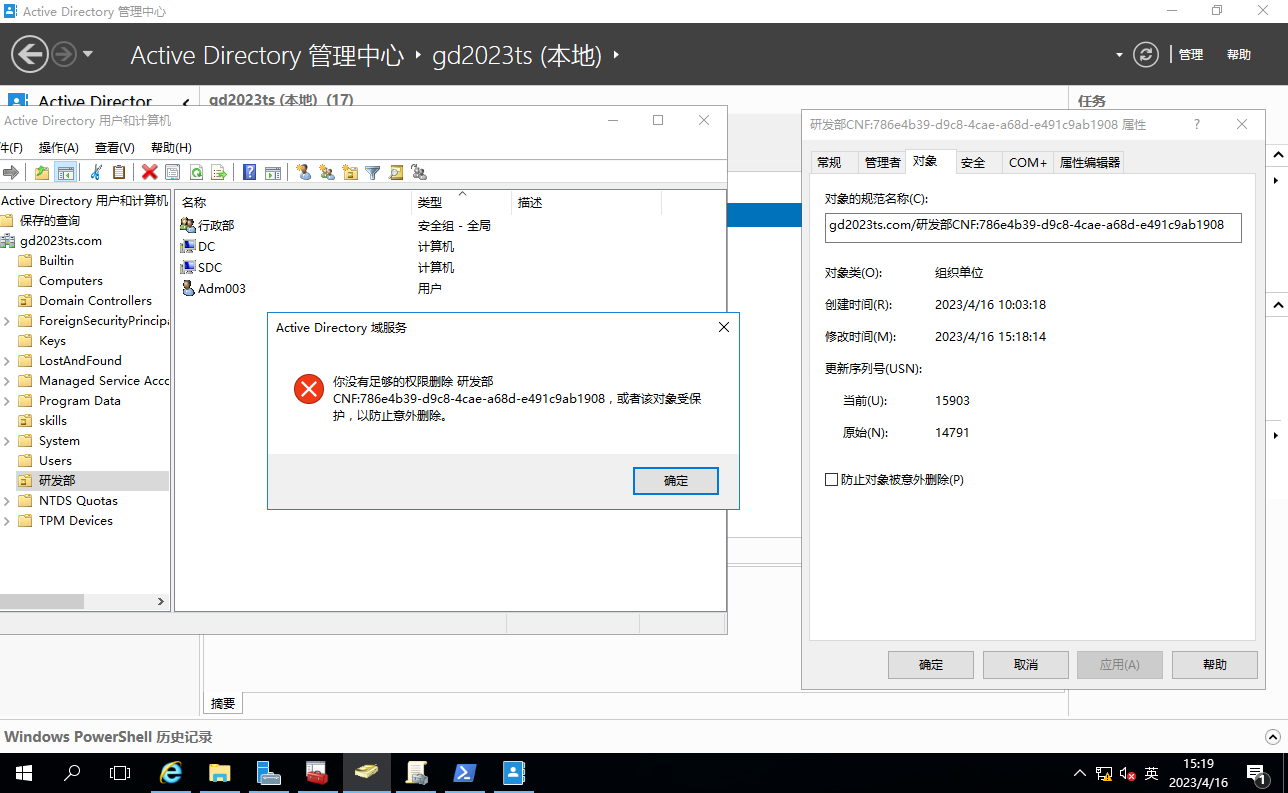 Active Directory 管理中心
Active Directory 管理中心 ‣ gd2023ts (本地) ‣
管理
帮助
Active Director
gd2023ts (本地) (17)
任务
Active Directory 用户和计算机
件(F) 操作(A) 查看(V) 帮助(H)
Active Directory 用户和计算机
保存的查询
gd2023ts.com
Builtin
Computers
Domain Controllers
ForeignSecurityPrincipa
Keys
LostAndFound
Managed Service Acco
Program Data
skills
System
Users
研发部
NTDS Quotas
TPM Devices
名称 类型 描述
行政部 安全组 - 全局
DC 计算机
SDC 计算机
Adm003 用户
Active Directory 域服务
你没有足够的权限删除 研发部
CNF:786e4b39-d9c8-4cae-a68d-e491c9ab1908，或者该对象受保
护，以防止意外删除。
确定
研发部CNF:786e4b39-d9c8-4cae-a68d-e491c9ab1908 属性
?
常规 管理者 对象 安全 COM+ 属性编辑器
对象的规范名称(C):
gd2023ts.com/研发部CNF:786e4b39-d9c8-4cae-a68d-e491c9ab1908
对象类(O): 组织单位
创建时间(R): 2023/4/16 10:03:18
修改时间(M): 2023/4/16 15:18:14
更新序列号(USN):
当前(U): 15903
原始(N): 14791
防止对象被意外删除(P)
确定 取消 应用(A) 帮助
摘要
Windows PowerShell 历史记录
英
15:19
2023/4/16
1